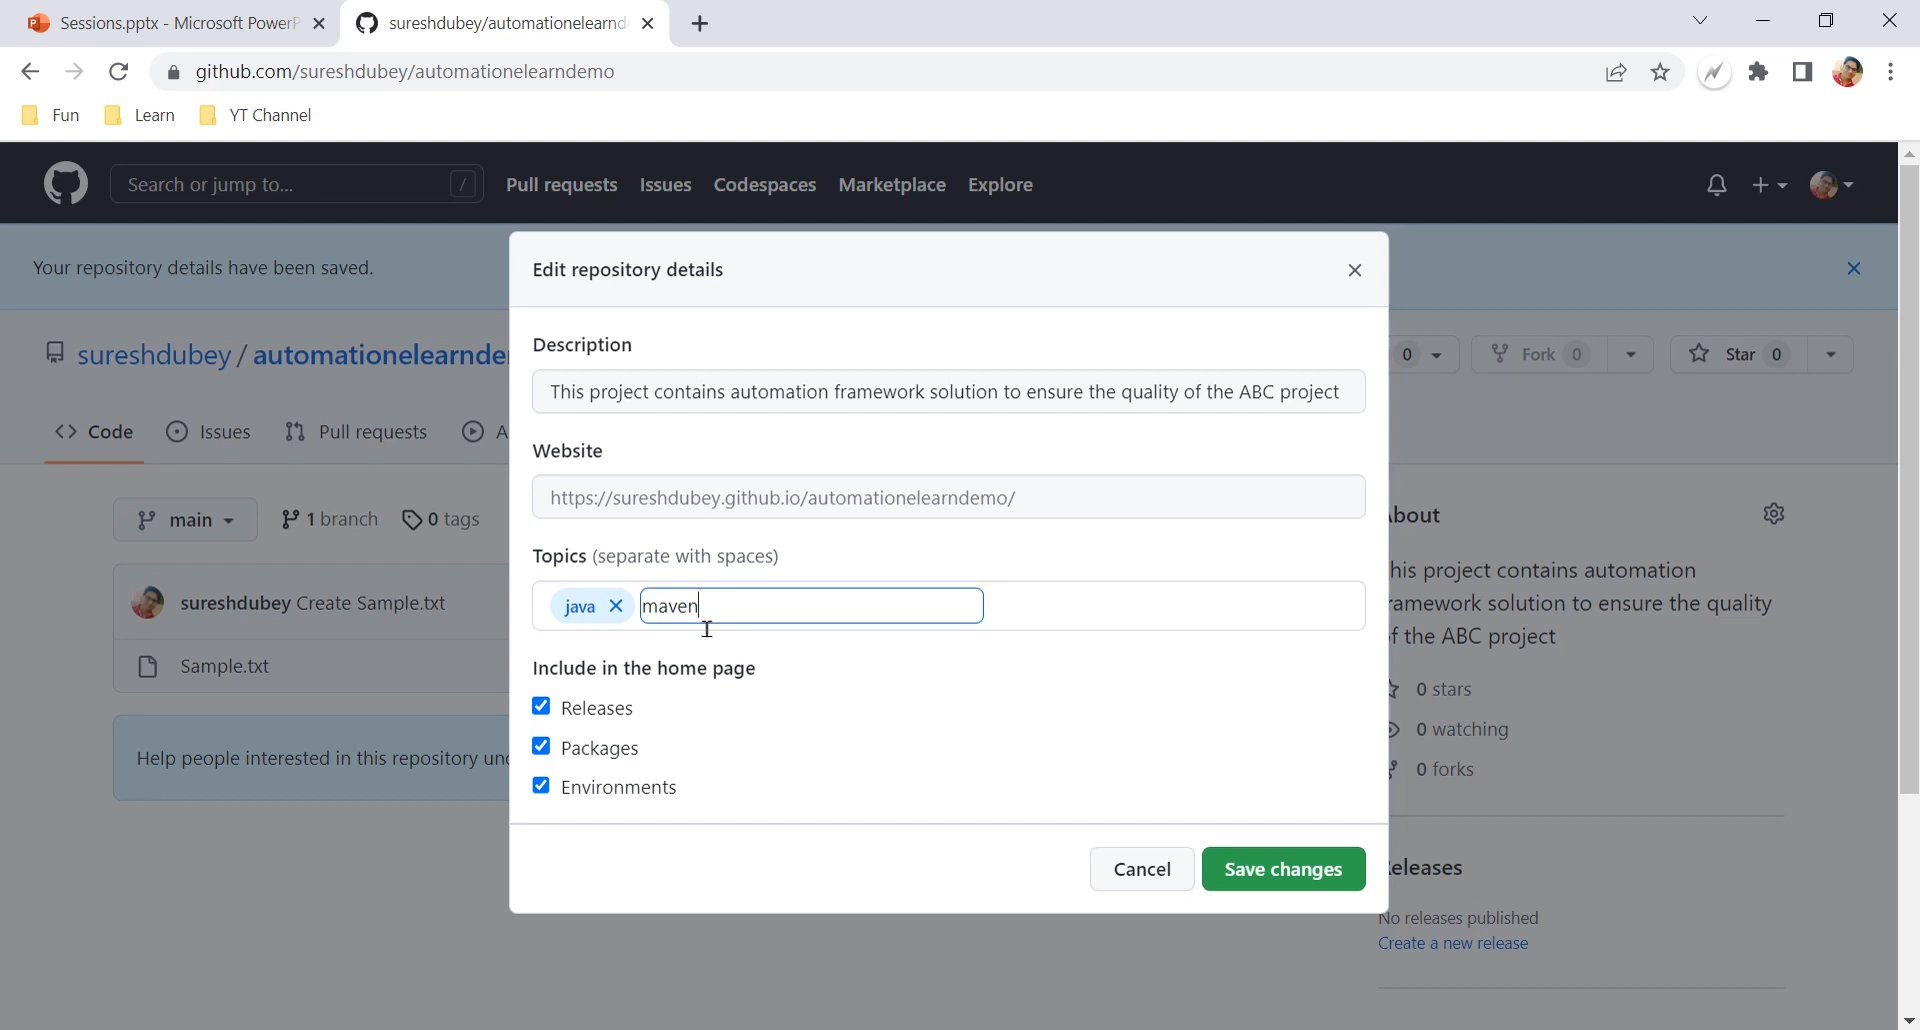 Sessions.pptx - Microsoft PowerP
sureshdubey/automationelearnd
github.com/sureshdubey/automationelearndemo
Fun
Learn
YT Channel
Search or jump to...
/
Pull requests
Issues
Codespaces
Marketplace
Explore
Your repository details have been saved.
Edit repository details
sureshdubey / automationelearnde
0
Fork 0
Star 0
Description
This project contains automation framework solution to ensure the quality of the ABC project
Code
Issues
Pull requests
A
Website
https://sureshdubey.github.io/automationelearndemo/
main
1 branch
0 tags
bout
Topics (separate with spaces)
java
maven
his project contains automation
ramework solution to ensure the quality
f the ABC project
sureshdubey Create Sample.txt
Sample.txt
Include in the home page
Releases
Packages
Environments
0 stars
0 watching
0 forks
Help people interested in this repository un
Cancel
Save changes
eleases
No releases published
Create a new release